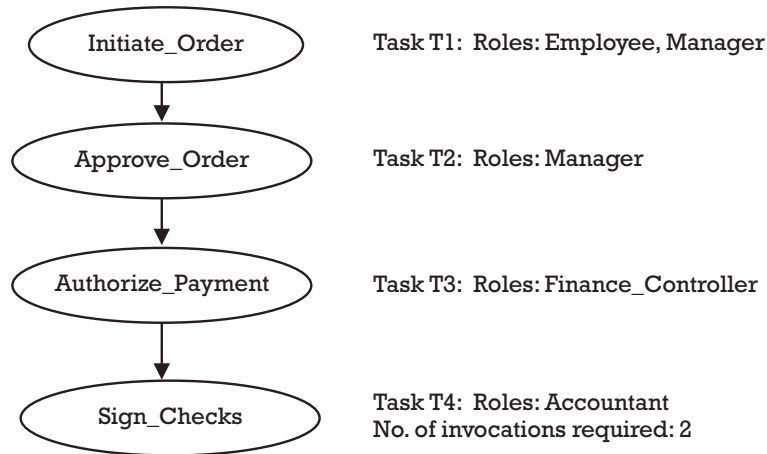 Initiate_Order
Task T1: Roles: Employee, Manager
Approve_Order
Task T2: Roles: Manager
Authorize_Payment
Task T3: Roles: Finance_Controller
Sign_Checks
Task T4: Roles: Accountant
No. of invocations required: 2